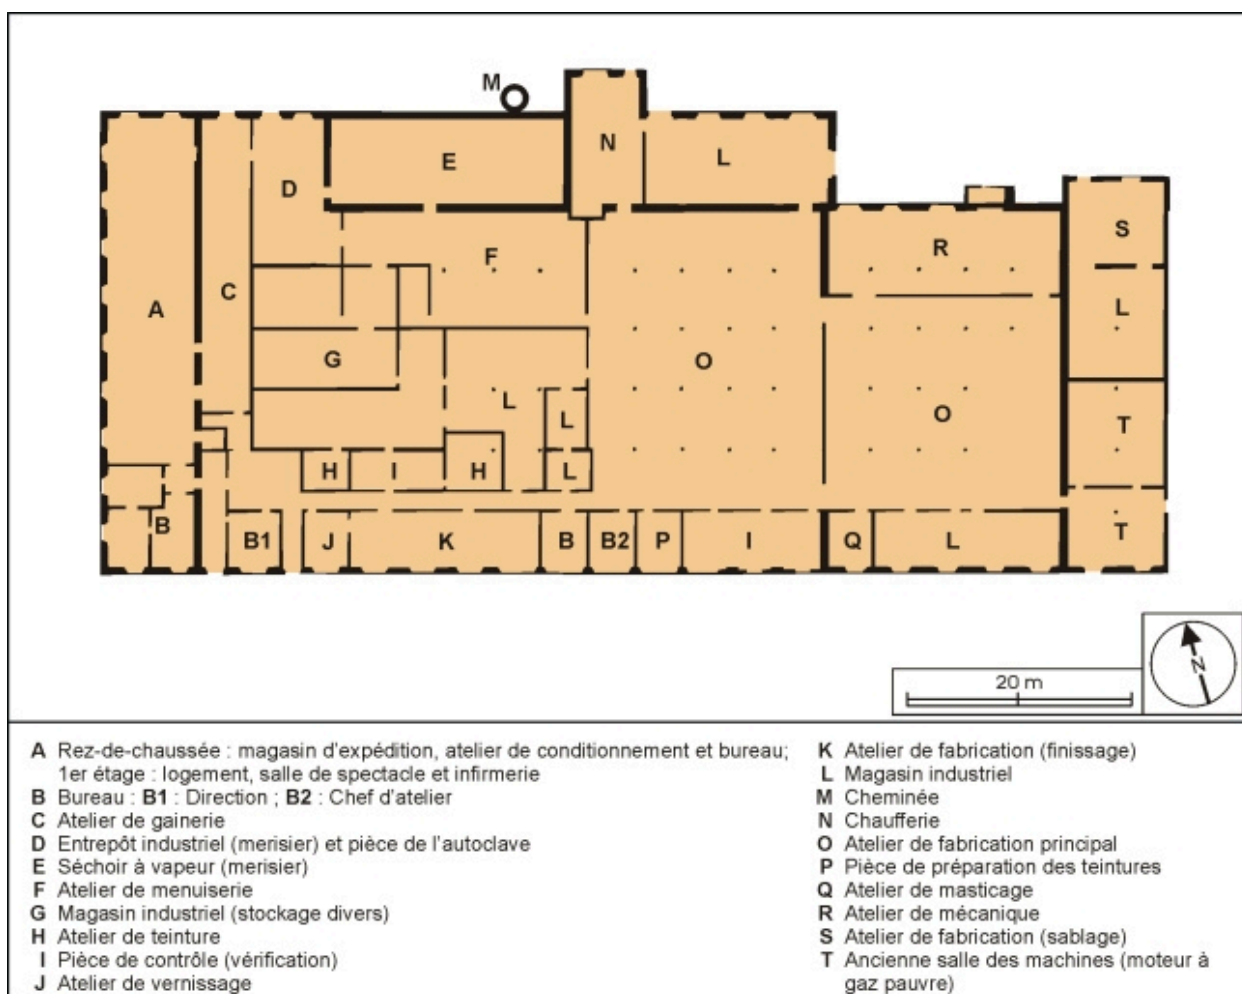 M
N
E
L
D
S
F
R
C
L
A
G
O
L
O
L
T
H
I
H
L
B
B1
J
K
B
B2
P
I
Q
L
T
20 m
N
A Rez-de-chaussée : magasin d'expédition, atelier de conditionnement et bureau;
1er étage : logement, salle de spectacle et infirmerie
B Bureau : B1 : Direction ; B2 : Chef d'atelier
C Atelier de gainerie
D Entrepôt industriel (merisier) et pièce de l'autoclave
E Séchoir à vapeur (merisier)
F Atelier de menuiserie
G Magasin industriel (stockage divers)
H Atelier de teinture
I Pièce de contrôle (vérification)
J Atelier de vernissage
K Atelier de fabrication (finissage)
L Magasin industriel
M Cheminée
N Chaufferie
O Atelier de fabrication principal
P Pièce de préparation des teintures
Q Atelier de masticage
R Atelier de mécanique
S Atelier de fabrication (sablage)
T Ancienne salle des machines (moteur à
gaz pauvre)